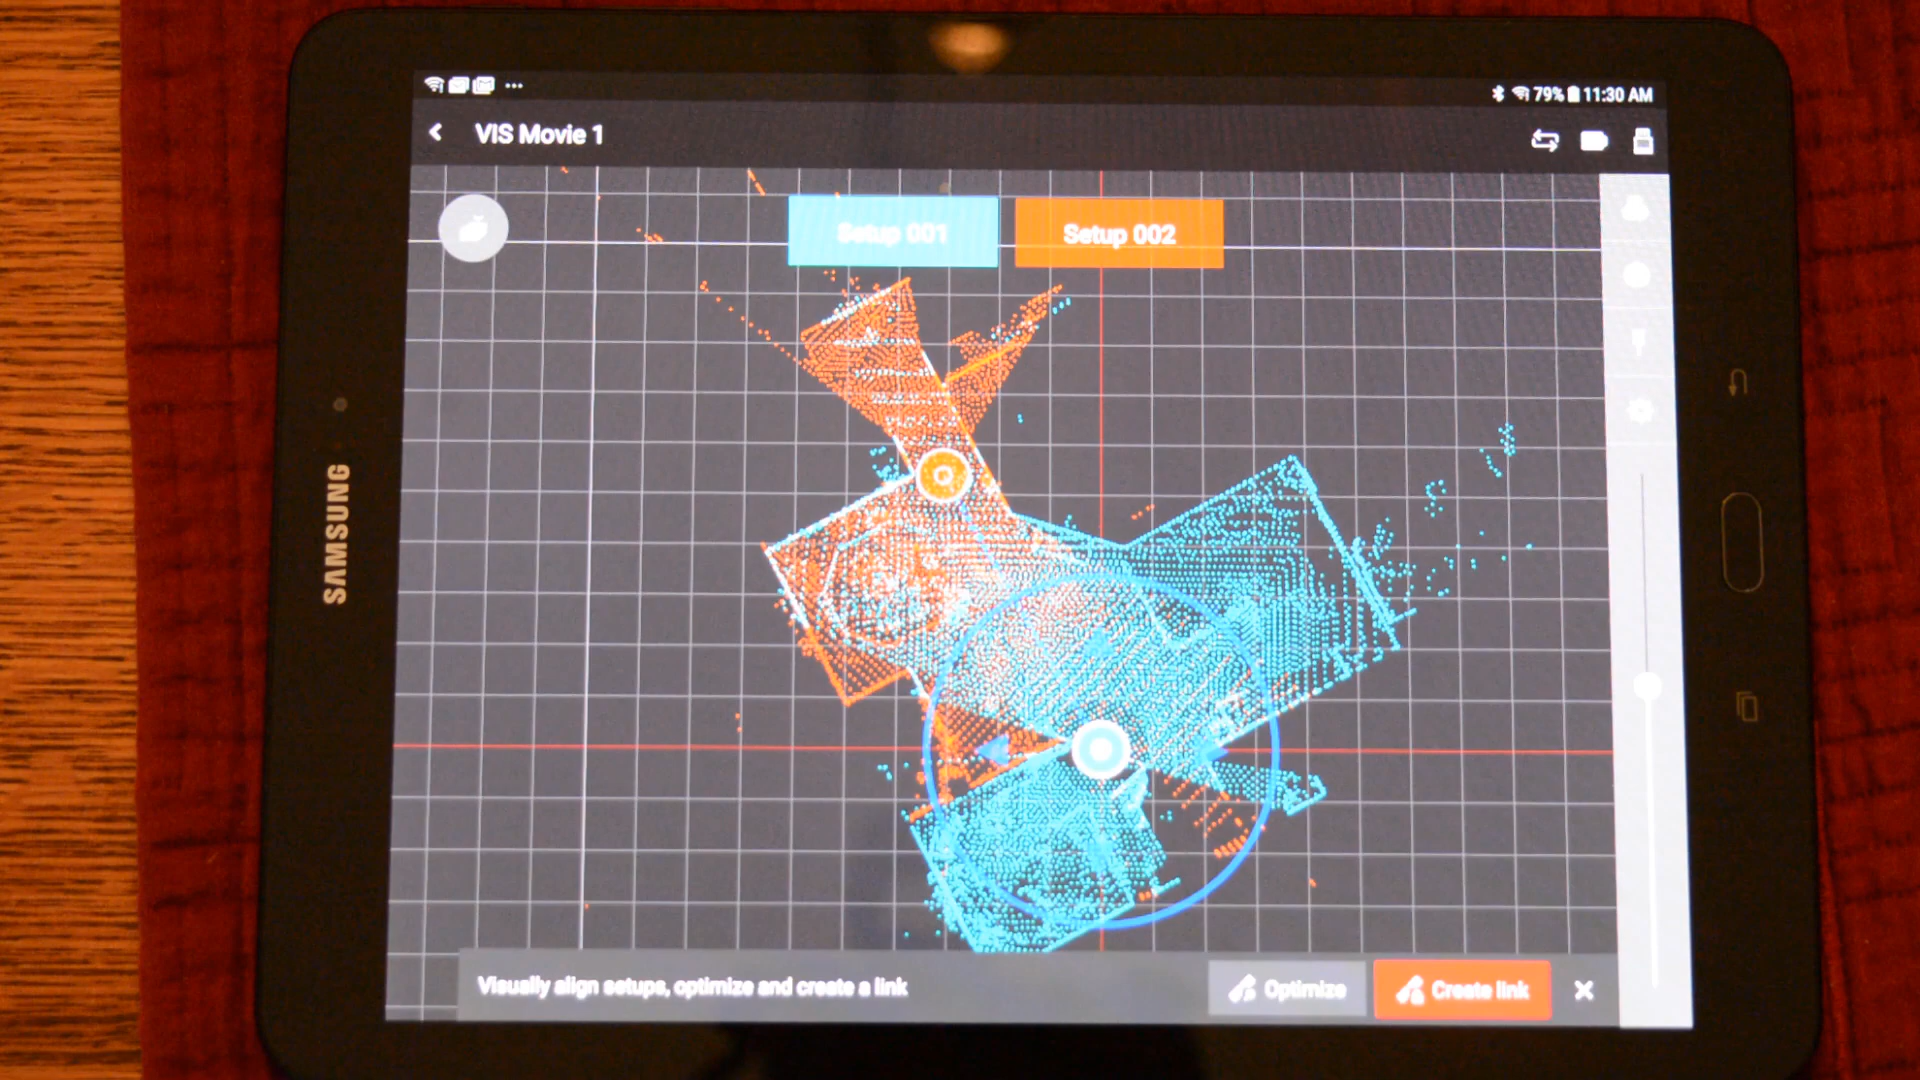 79% 11:30 AM
VIS Movie 1
Setup 001
Setup 002
SAMSUNG
Visually align setups, optimize and create a link
Optimize
Create link